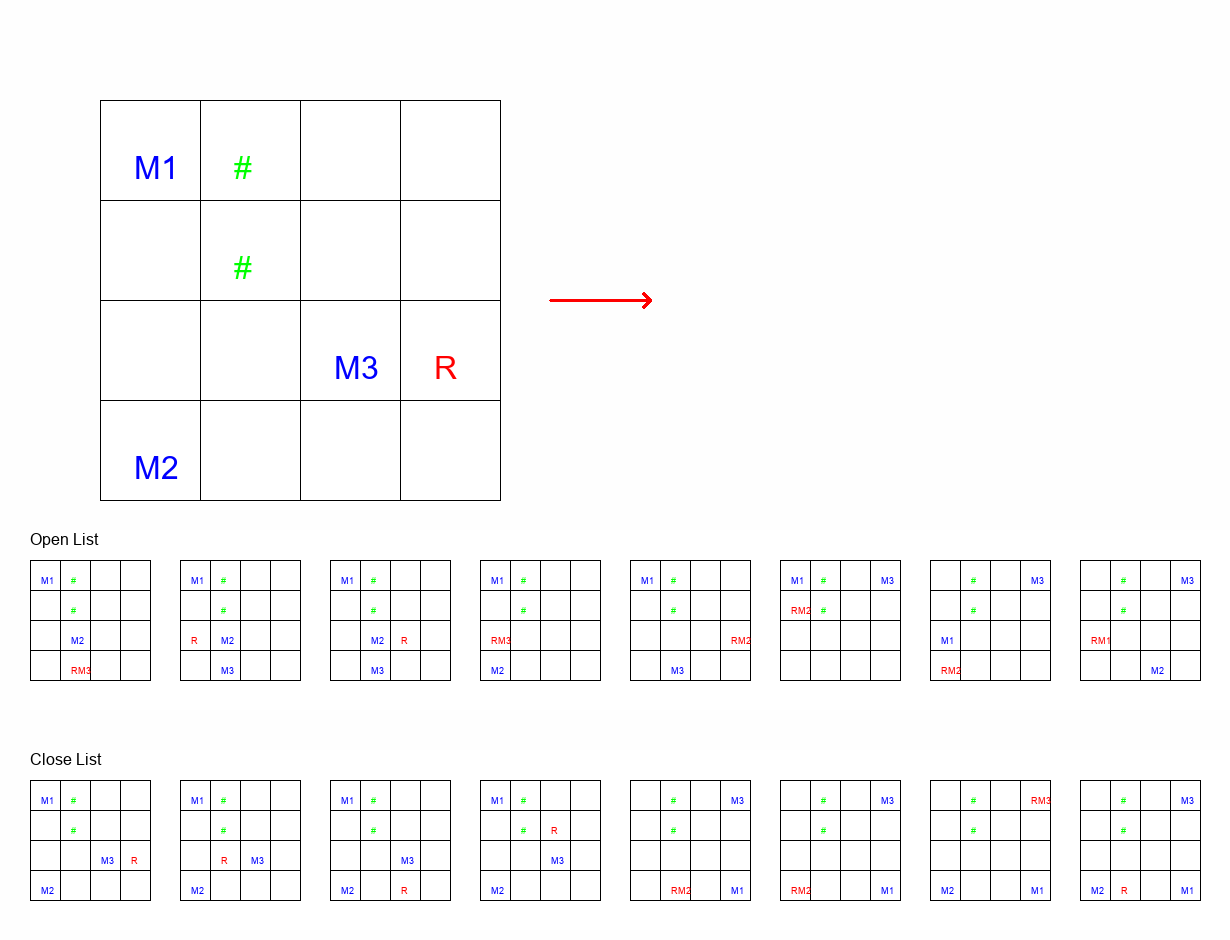 M1 #
#
M3 R
M2
Open List
M1 # M1 # M1 # M1 # M1 # M1 # M3 # M3 # M3
# # # # # RM2 # # #
M2 R M2 M2 R RM3 RM2 M1 RM1
RM3 M3 M3 M2 M3 RM2 M2
Close List
M1 # M1 # M1 # M1 # # M3 # M3 # RM3 # M3
# # # # R # # # #
M3 R R M3 M3 M3
M2 M2 M2 R M2 RM2 M1 RM2 M1 M2 M1 M2 R M1